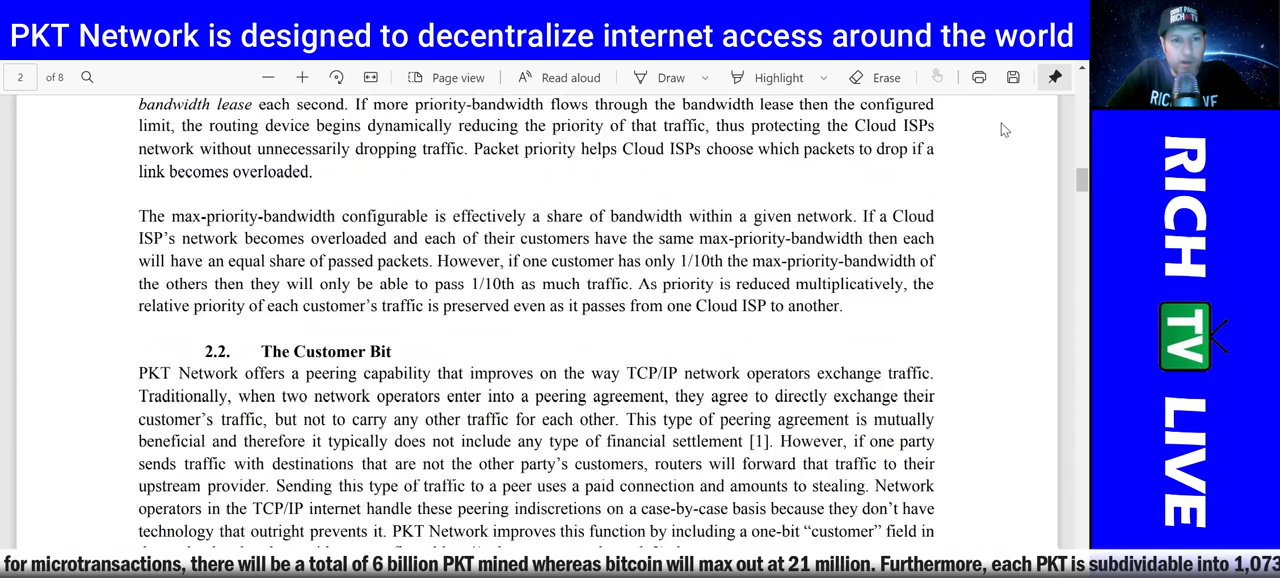 PKT Network is designed to decentralize internet access around the world
2 of 8 Page view Read aloud Draw Highlight Erase
bandwidth lease each second. If more priority-bandwidth flows through the bandwidth lease then the configured
limit, the routing device begins dynamically reducing the priority of that traffic, thus protecting the Cloud ISPs
network without unnecessarily dropping traffic. Packet priority helps Cloud ISPs choose which packets to drop if a
link becomes overloaded.
The max-priority-bandwidth configurable is effectively a share of bandwidth within a given network. If a Cloud
ISP’s network becomes overloaded and each of their customers have the same max-priority-bandwidth then each
will have an equal share of passed packets. However, if one customer has only 1/10th the max-priority-bandwidth of
the others then they will only be able to pass 1/10th as much traffic. As priority is reduced multiplicatively, the
relative priority of each customer’s traffic is preserved even as it passes from one Cloud ISP to another.
2.2. The Customer Bit
PKT Network offers a peering capability that improves on the way TCP/IP network operators exchange traffic.
Traditionally, when two network operators enter into a peering agreement, they agree to directly exchange their
customer’s traffic, but not to carry any other traffic for each other. This type of peering agreement is mutually
beneficial and therefore it typically does not include any type of financial settlement [1]. However, if one party
sends traffic with destinations that are not the other party’s customers, routers will forward that traffic to their
upstream provider. Sending this type of traffic to a peer uses a paid connection and amounts to stealing. Network
operators in the TCP/IP internet handle these peering indiscretions on a case-by-case basis because they don’t have
technology that outright prevents it. PKT Network improves this function by including a one-bit “customer” field in
for microtransactions, there will be a total of 6 billion PKT mined whereas bitcoin will max out at 21 million. Furthermore, each PKT is subdividable into 1,073
RICH TV LIVE